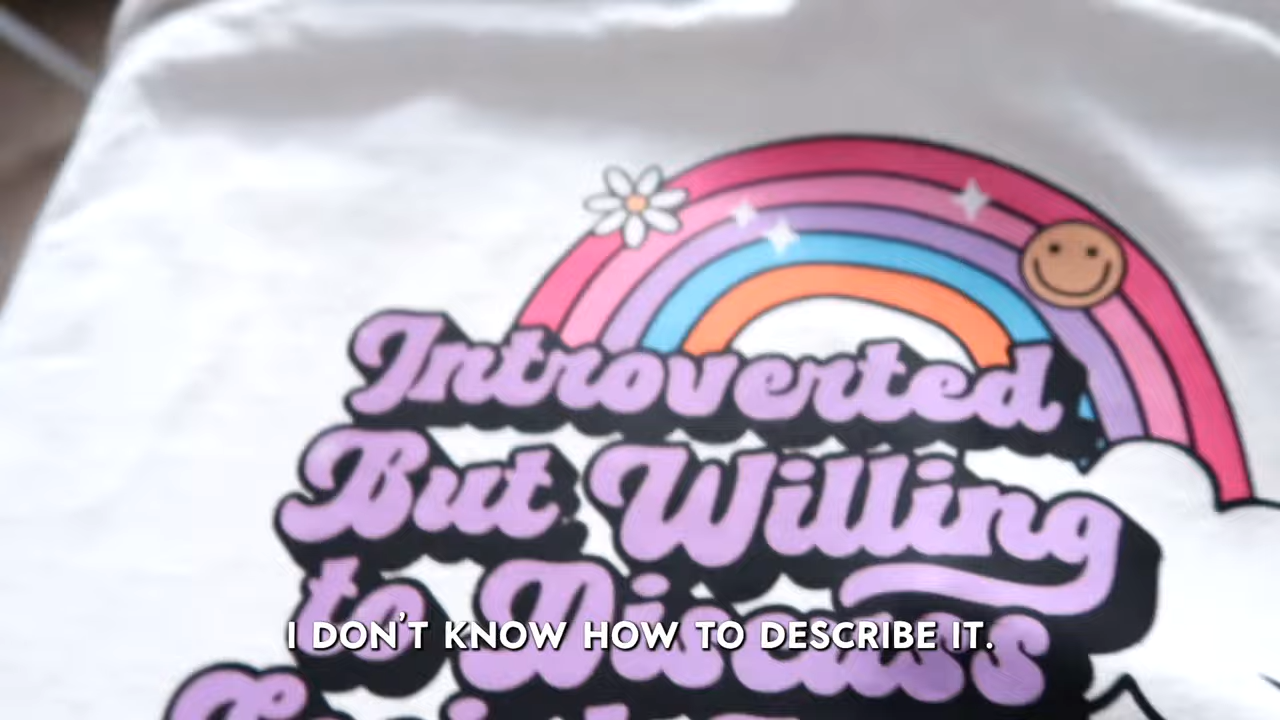 Introverted
But Willing
to Discuss
I DON'T KNOW HOW TO DESCRIBE IT.